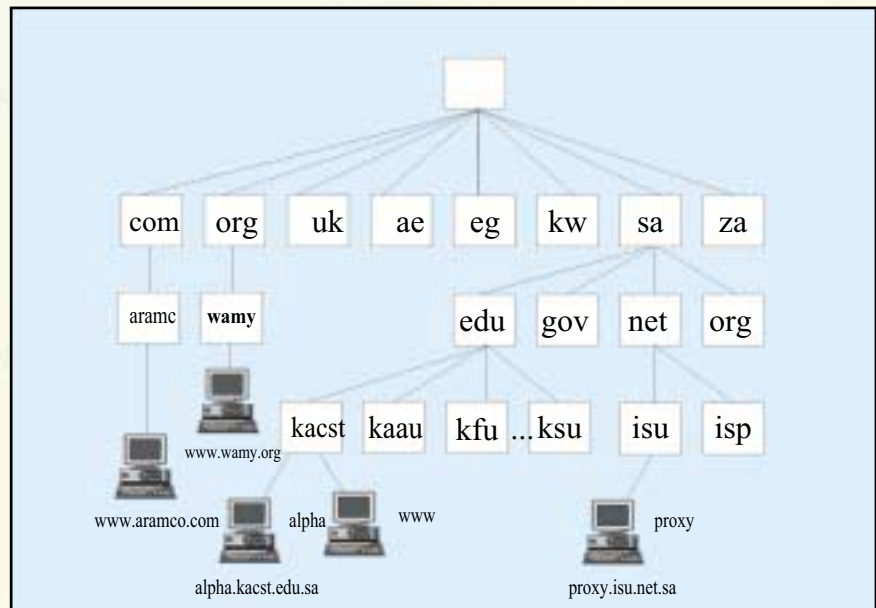 com org uk ae eg kw sa za
aramc wamy edu gov net org
kacst kaau kfu ... ksu isu isp
www.wamy.org
www.aramco.com alpha www proxy
alpha.kacst.edu.sa proxy.isu.net.sa